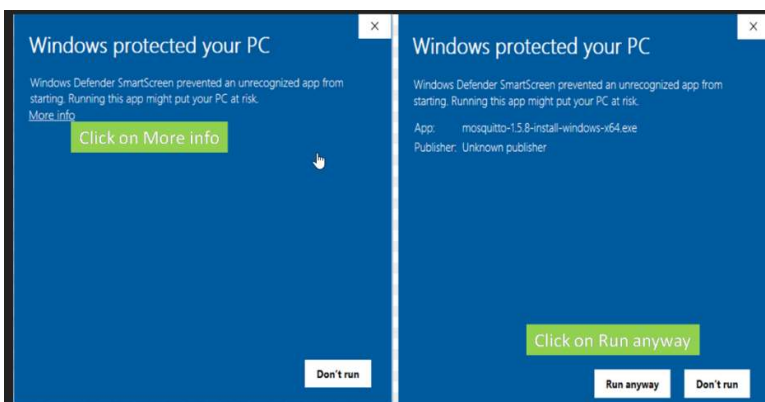 Windows protected your PC
Windows Defender SmartScreen prevented an unrecognized app from
starting. Running this app might put your PC at risk.
More info
Click on More info
Don't run
Windows protected your PC
Windows Defender SmartScreen prevented an unrecognized app from
starting. Running this app might put your PC at risk.
App: mosquitto-1.5.8-install-windows-x64.exe
Publisher: Unknown publisher
Click on Run anyway
Run anyway Don't run